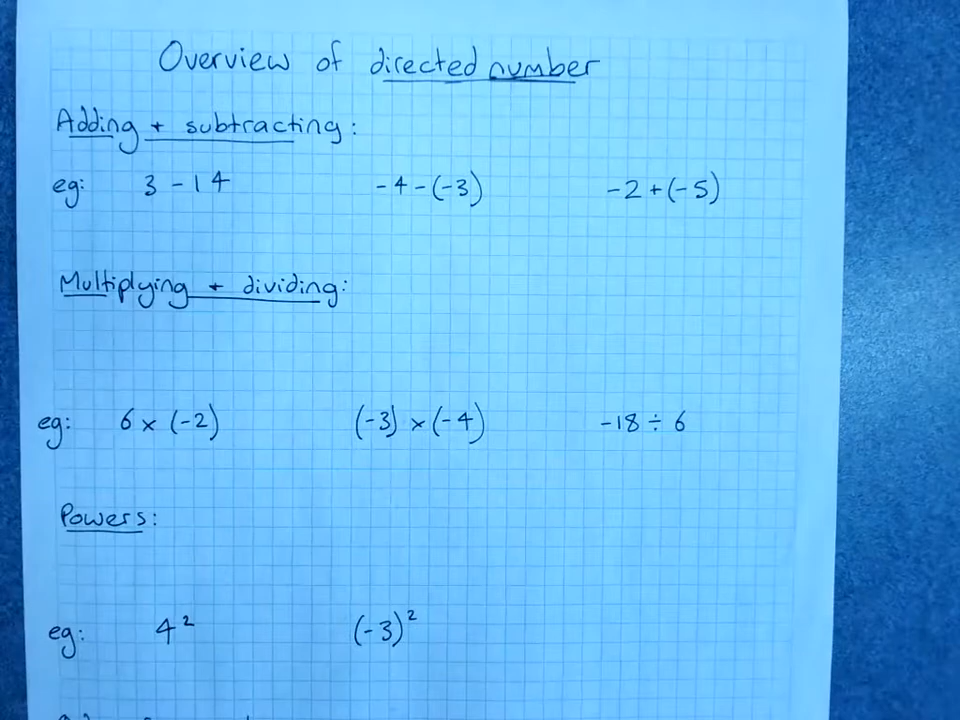 Overview of directed number
Adding + subtracting:
eg: 3 - 14 -4-(-3) -2+(-5)
Multiplying + dividing:
eg: 6 × (-2) (-3) × (-4) -18 ÷ 6
Powers:
eg: 4² (-3)²